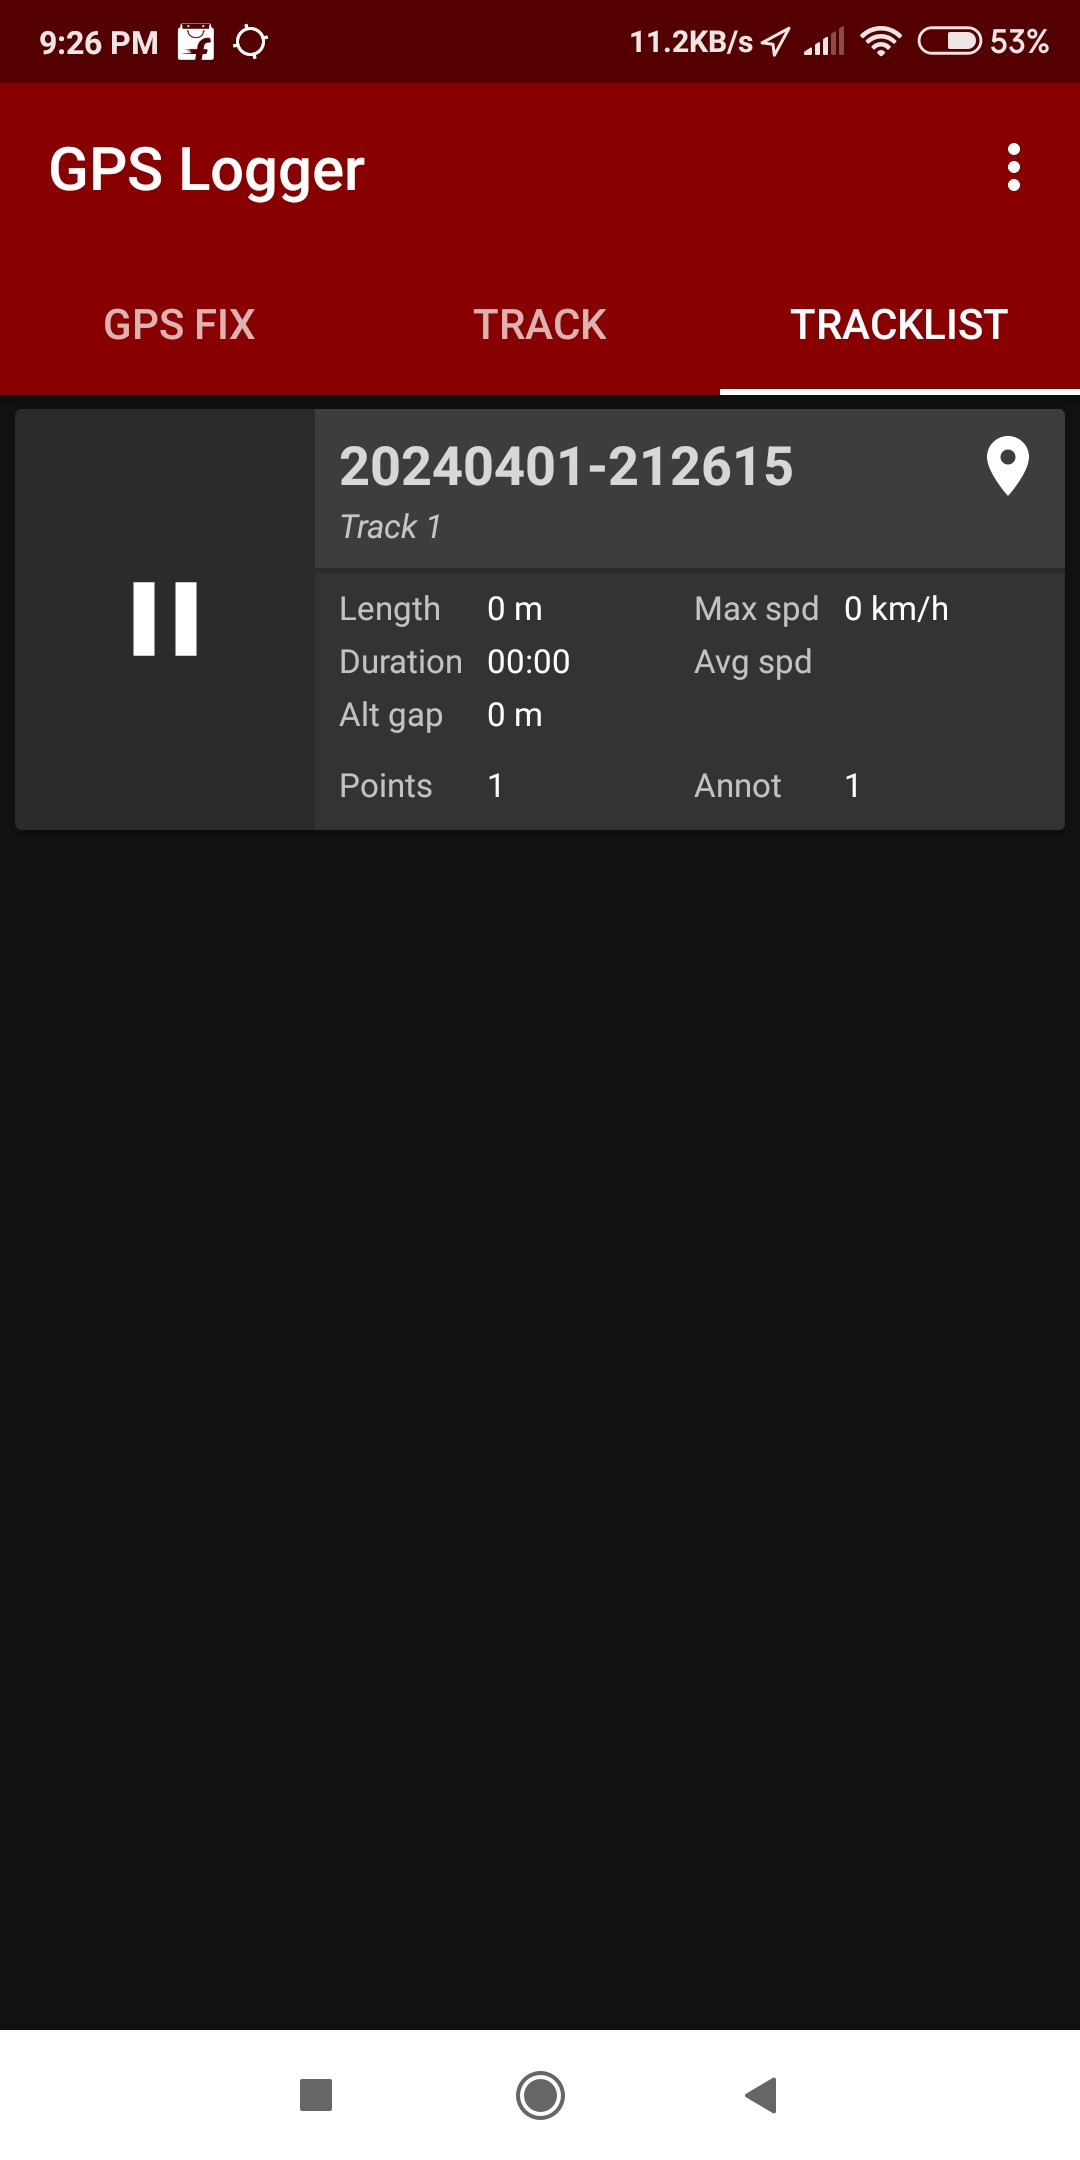 9:26 PM 11.2KB/s 53%
GPS Logger
GPS FIX TRACK TRACKLIST
20240401-212615
Track 1
Length 0 m Max spd 0 km/h
Duration 00:00 Avg spd
Alt gap 0 m
Points 1 Annot 1